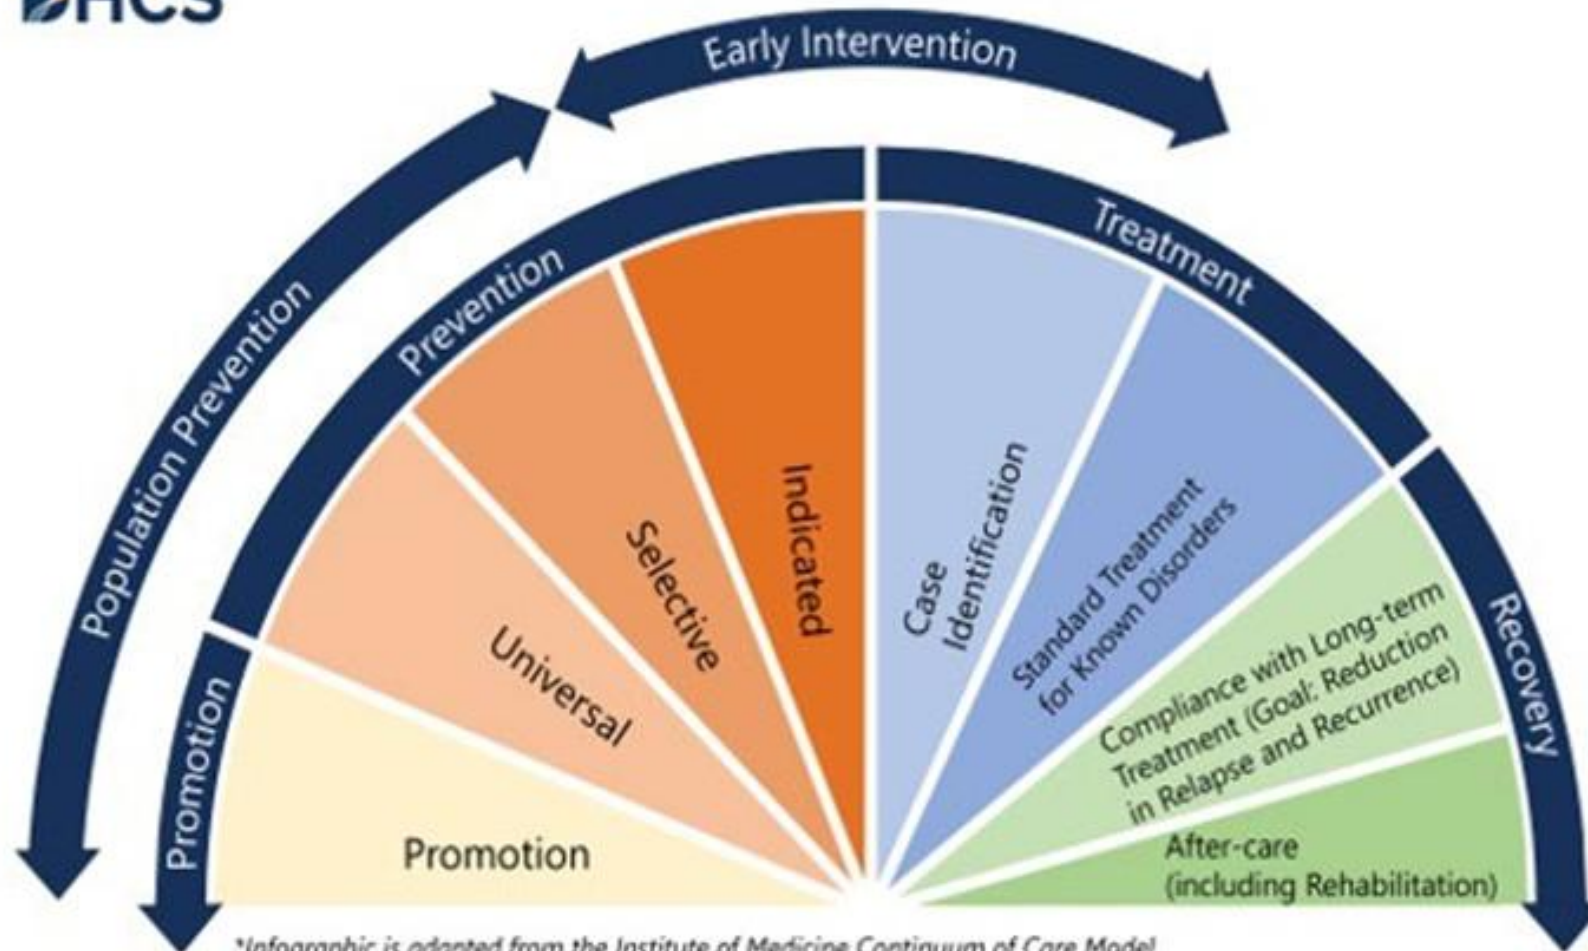 DHCS
Early Intervention
Population Prevention
Prevention
Treatment
Promotion
Recovery
Promotion
Universal
Selective
Indicated
Case
Identification
Standard Treatment
for Known Disorders
Compliance with Long-term
Treatment (Goal: Reduction
in Relapse and Recurrence)
After-care
(including Rehabilitation)
*Infographic is adapted from the Institute of Medicine Continuum of Care Model